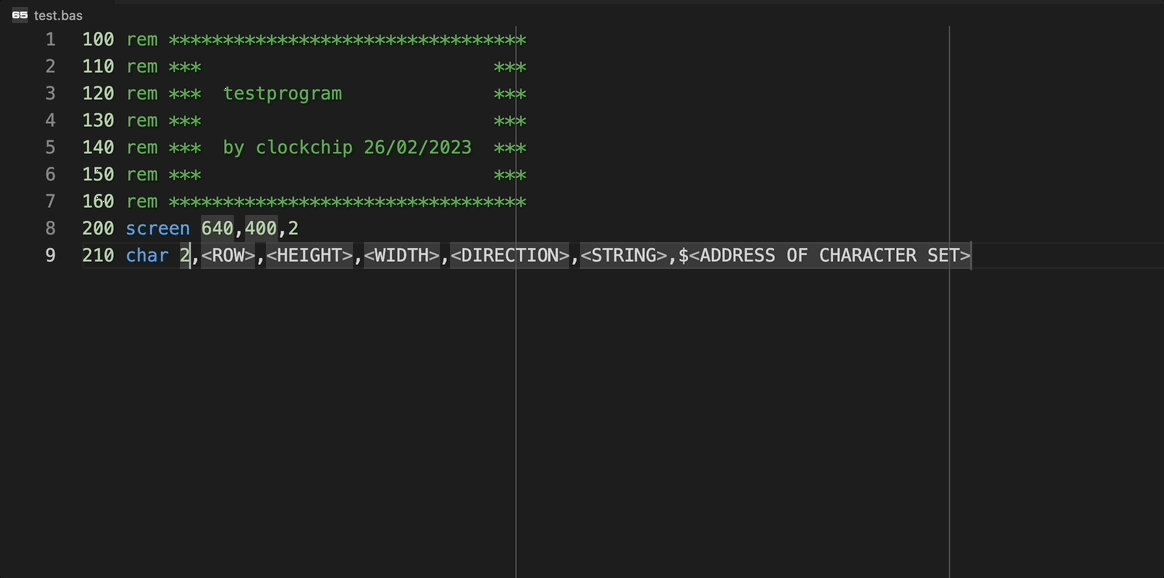 65 test.bas
1 100 rem *********************************
2 110 rem ***                           ***
3 120 rem ***  testprogram              ***
4 130 rem ***                           ***
5 140 rem ***  by clockchip 26/02/2023  ***
6 150 rem ***                           ***
7 160 rem *********************************
8 200 screen 640,400,2
9 210 char 2,<ROW>,<HEIGHT>,<WIDTH>,<DIRECTION>,<STRING>,$<ADDRESS OF CHARACTER SET>